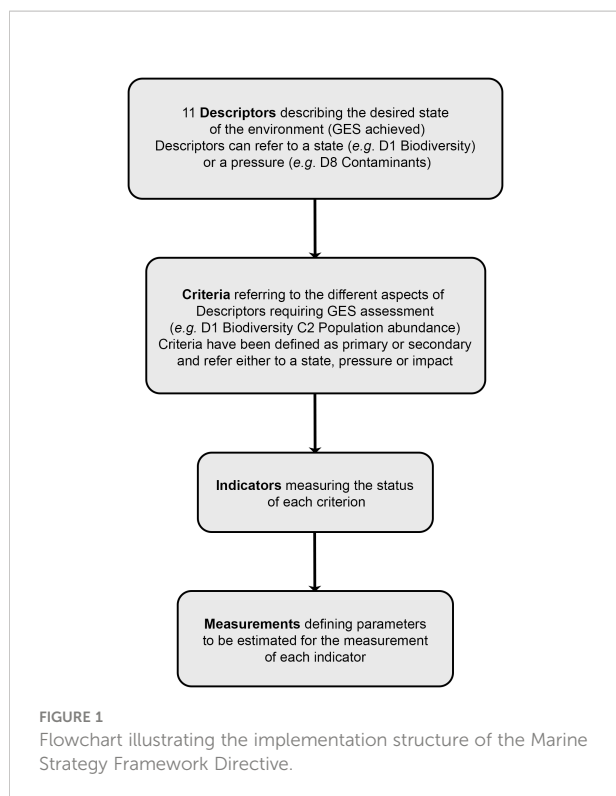 11 Descriptors describing the desired state
of the environment (GES achieved)
Descriptors can refer to a state (e.g. D1 Biodiversity)
or a pressure (e.g. D8 Contaminants)
Criteria referring to the different aspects of
Descriptors requiring GES assessment
(e.g. D1 Biodiversity C2 Population abundance)
Criteria have been defined as primary or secondary
and refer either to a state, pressure or impact
Indicators measuring the status
of each criterion
Measurements defining parameters
to be estimated for the measurement
of each indicator
FIGURE 1
Flowchart illustrating the implementation structure of the Marine
Strategy Framework Directive.